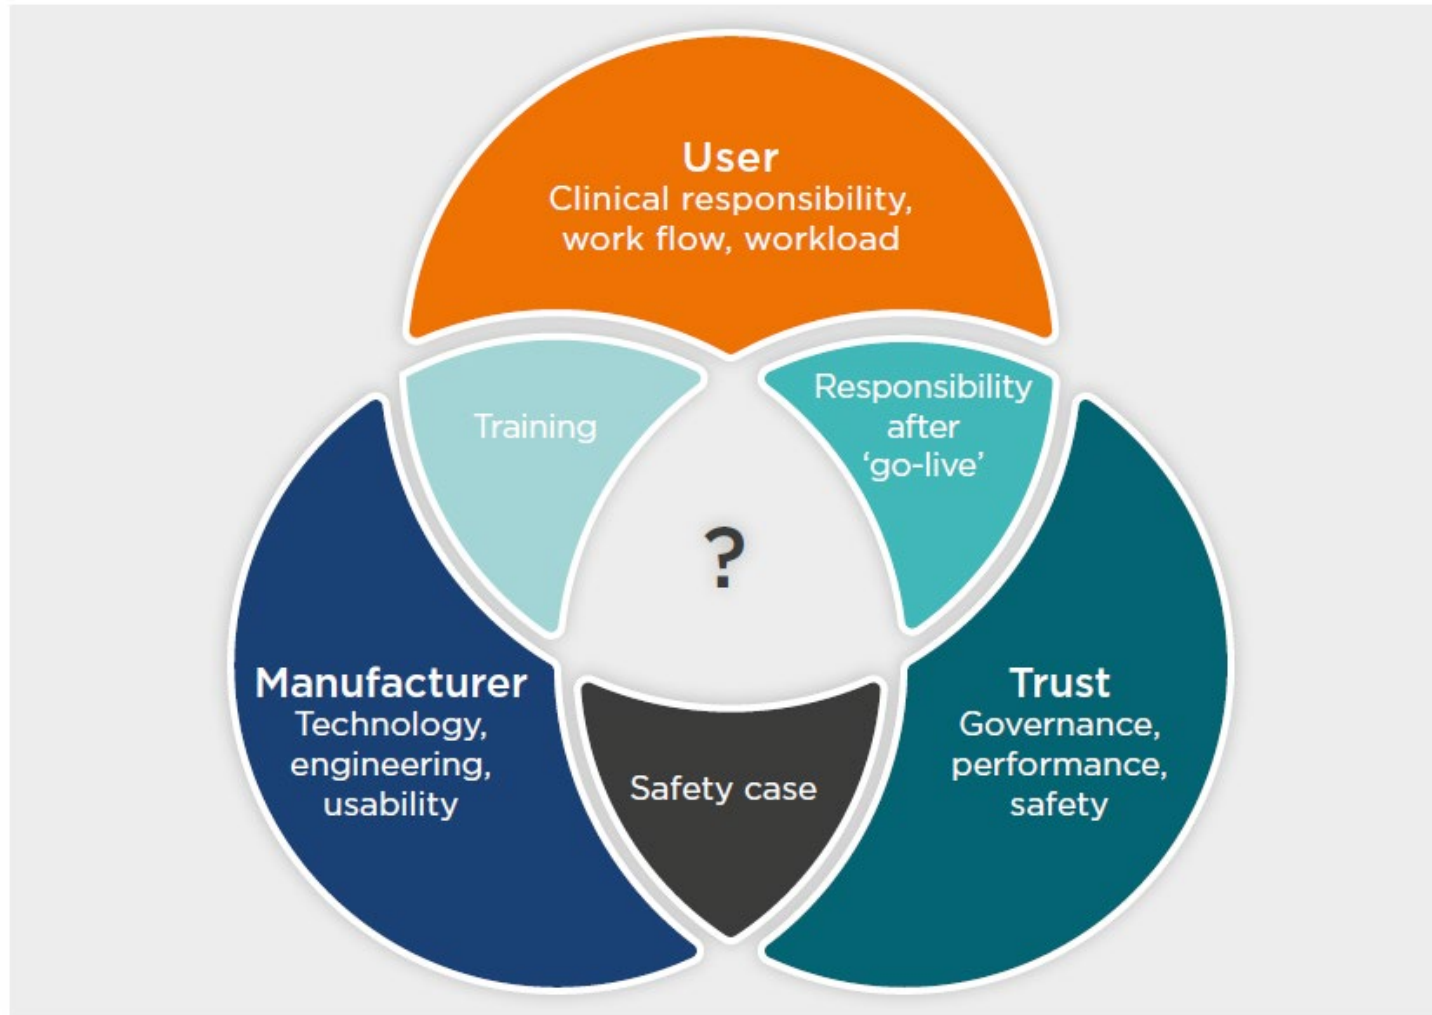 User
Clinical responsibility,
work flow, workload
Training
Responsibility
after
‘go-live’
?
Manufacturer
Technology,
engineering,
usability
Safety case
Trust
Governance,
performance,
safety